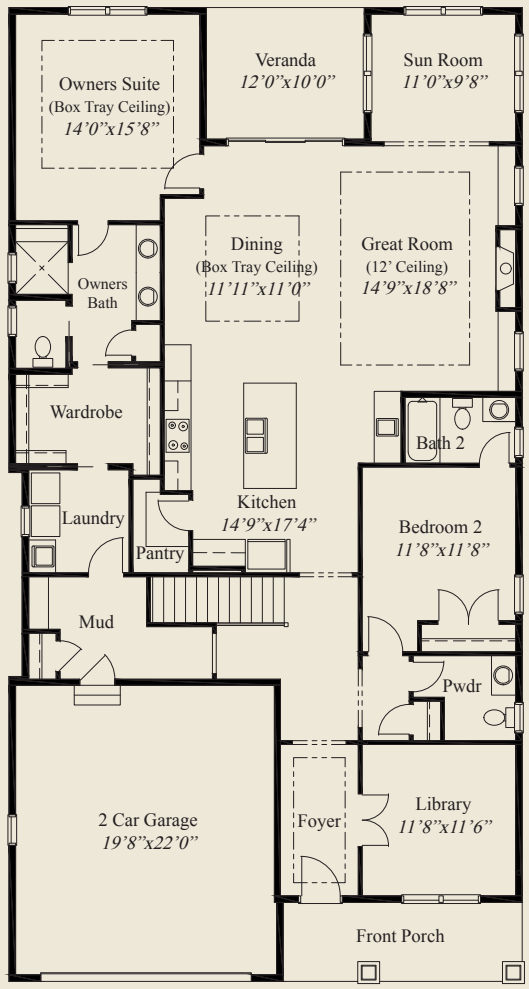 Owners Suite
(Box Tray Ceiling)
14’0”x15’8”
Veranda
12’0”x10’0”
Sun Room
11’0”x9’8”
Dining
(Box Tray Ceiling)
11’11”x11’0”
Great Room
(12’ Ceiling)
14’9”x18’8”
Owners
Bath
Wardrobe
Bath 2
Laundry
Kitchen
14’9”x17’4”
Pantry
Bedroom 2
11’8”x11’8”
Mud
Pwdr
2 Car Garage
19’8”x22’0”
Foyer
Library
11’8”x11’6”
Front Porch